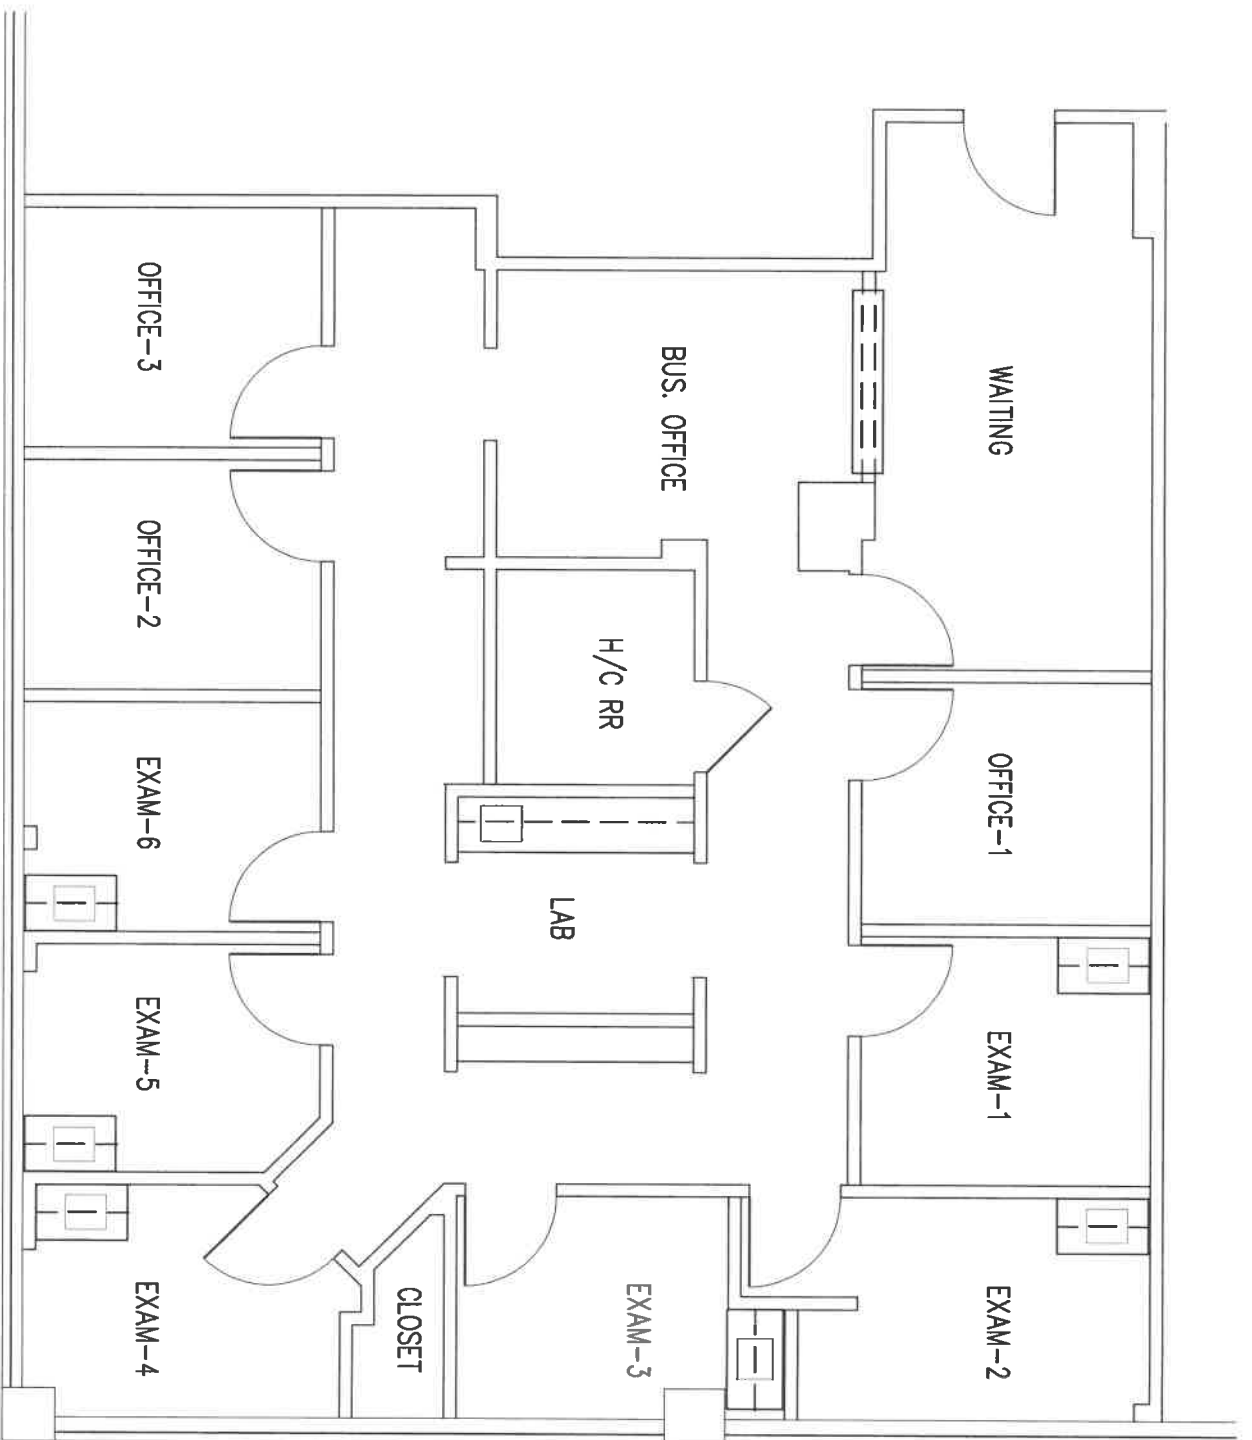 WAITING
OFFICE-1
EXAM-1
EXAM-2
BUS. OFFICE
H/C RR
LAB
EXAM-3
CLOSET
OFFICE-3
OFFICE-2
EXAM-6
EXAM-5
EXAM-4